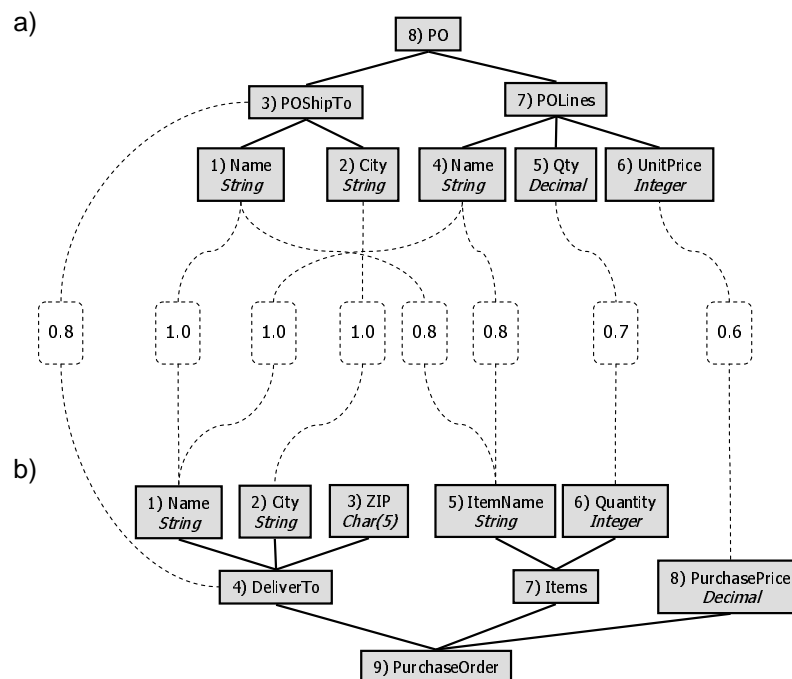 a)
8) PO
3) POShipTo
7) POLines
1) Name
String
2) City
String
4) Name
String
5) Qty
Decimal
6) UnitPrice
Integer
0.8
1.0
1.0
1.0
0.8
0.8
0.7
0.6
b)
1) Name
String
2) City
String
3) ZIP
Char(5)
5) ItemName
String
6) Quantity
Integer
4) DeliverTo
7) Items
8) PurchasePrice
Decimal
9) PurchaseOrder